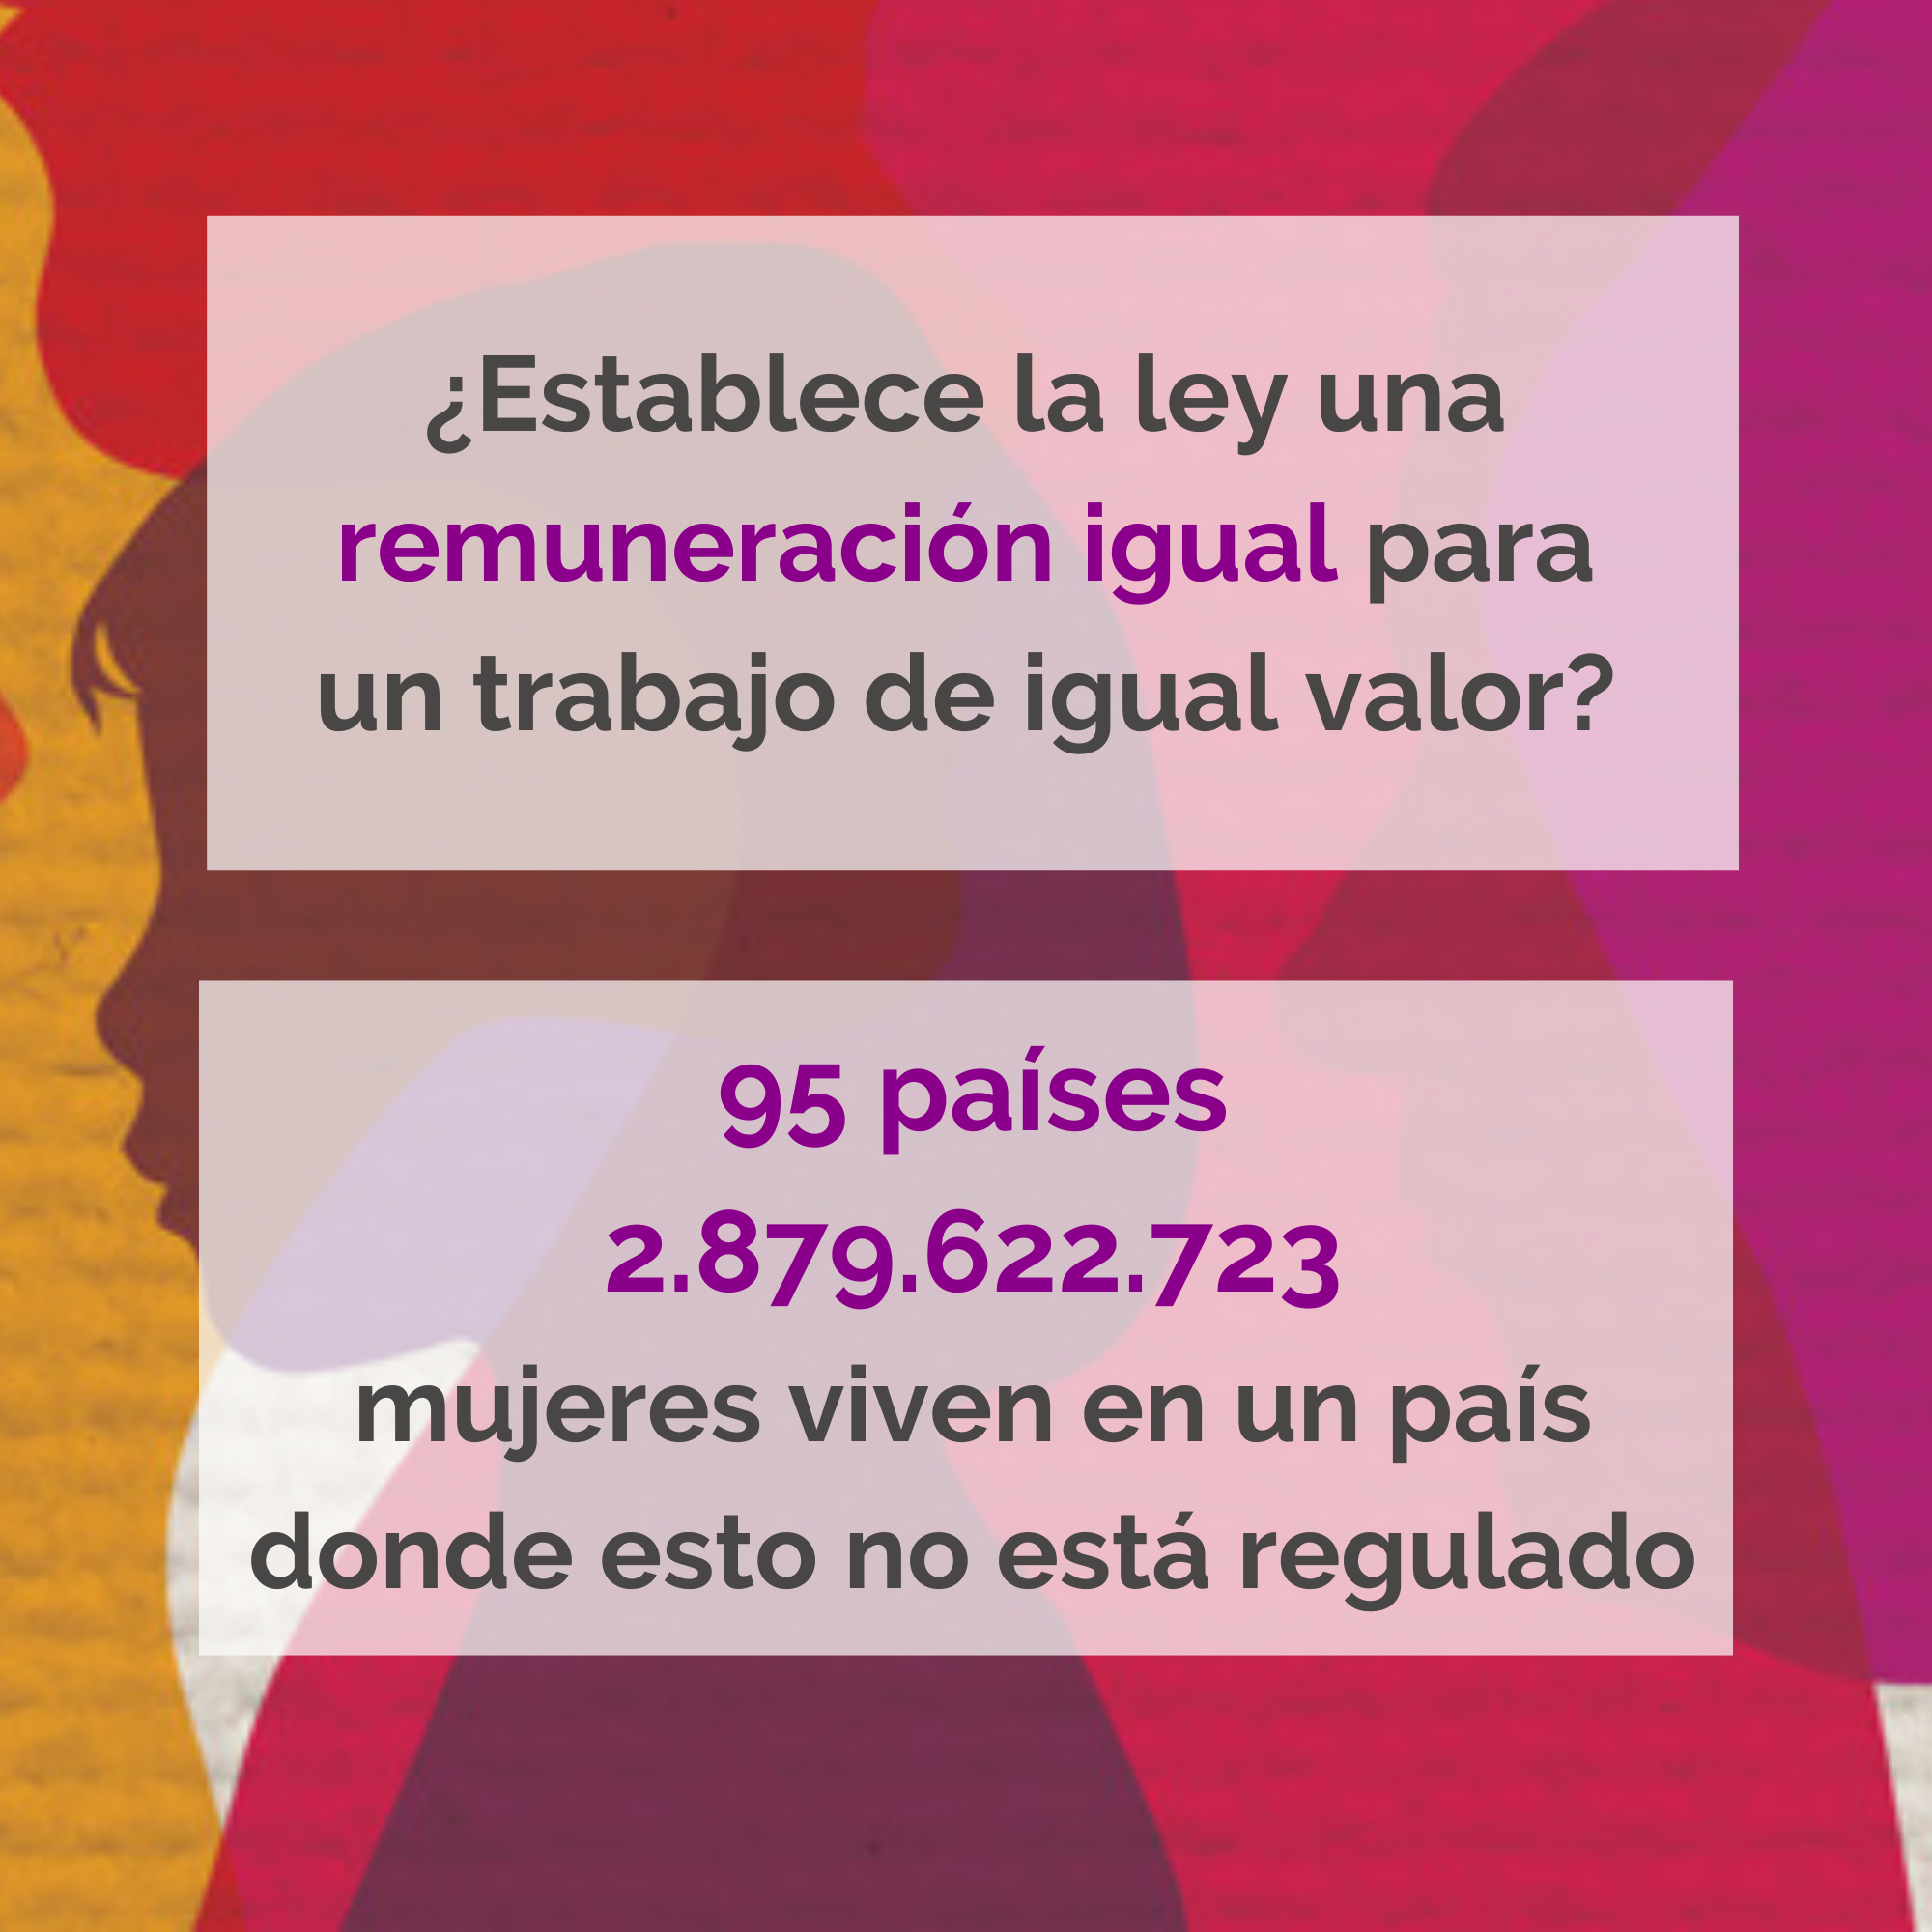 ¿Establece la ley una
remuneración igual para
un trabajo de igual valor?
95 países
2.879.622.723
mujeres viven en un país
donde esto no está regulado